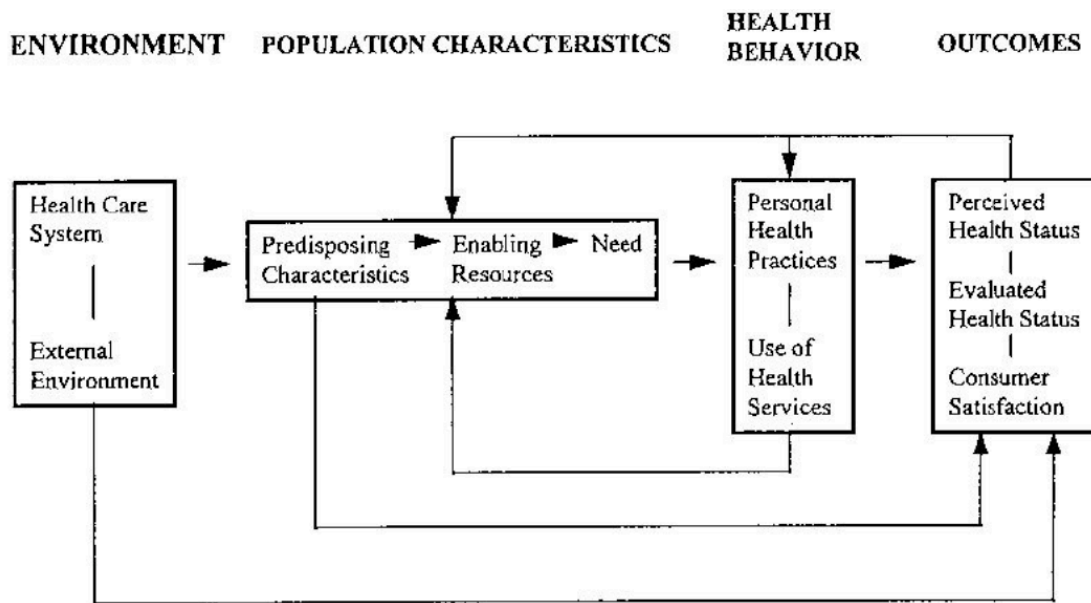 ENVIRONMENT
POPULATION CHARACTERISTICS
HEALTH
BEHAVIOR
OUTCOMES
Health Care
System
External
Environment
Predisposing
Characteristics
Enabling
Resources
Need
Personal
Health
Practices
Use of
Health
Services
Perceived
Health Status
Evaluated
Health Status
Consumer
Satisfaction